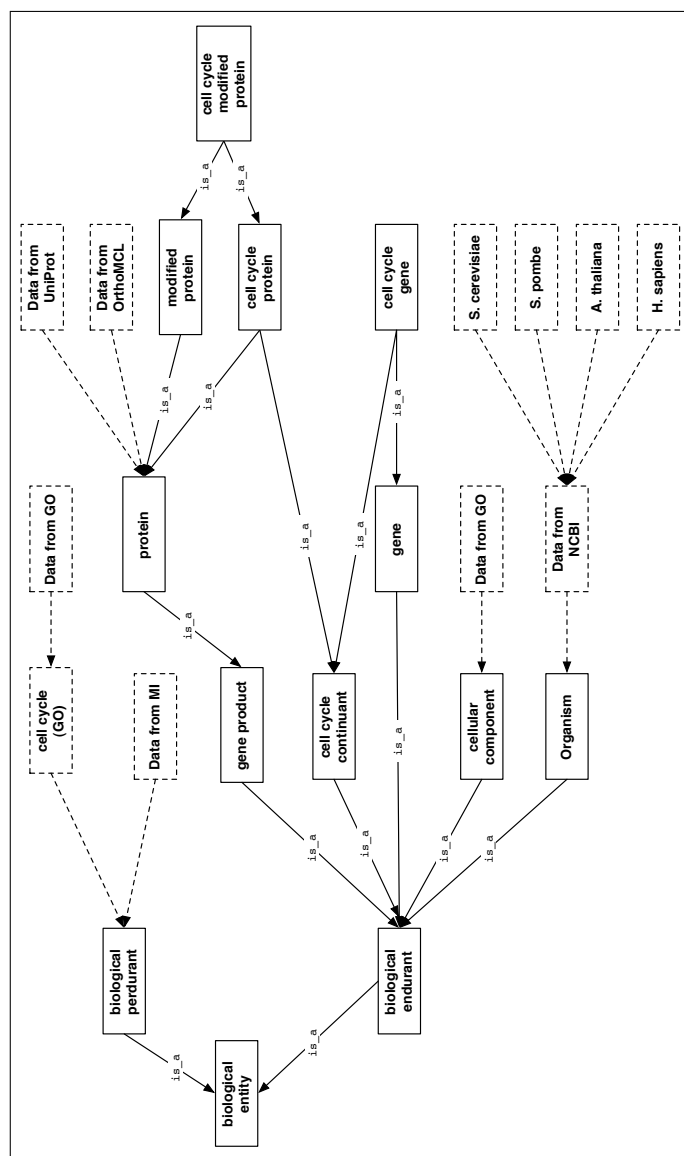 biological
entity
is_a
is_a
biological
perdurant
biological
endurant
is_a
is_a
is_a
is_a
is_a
cell cycle
(GO)
Data from MI
gene product
cell cycle
continuant
cellular
component
Organism
is_a
Data from GO
protein
gene
Data from GO
Data from
NCBI
is_a
is_a
is_a
is_a
is_a
Data from
UniProt
Data from
OrthoMCL
modified
protein
cell cycle
protein
cell cycle
gene
S. cerevisiae
S. pombe
A. thaliana
H. sapiens
is_a
is_a
cell cycle
modified
protein